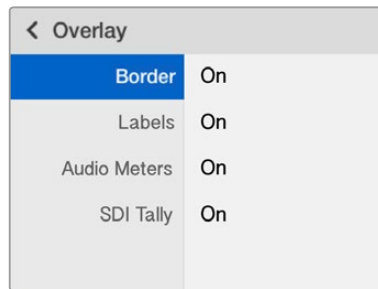 Overlay
Border On
Labels On
Audio Meters On
SDI Tally On